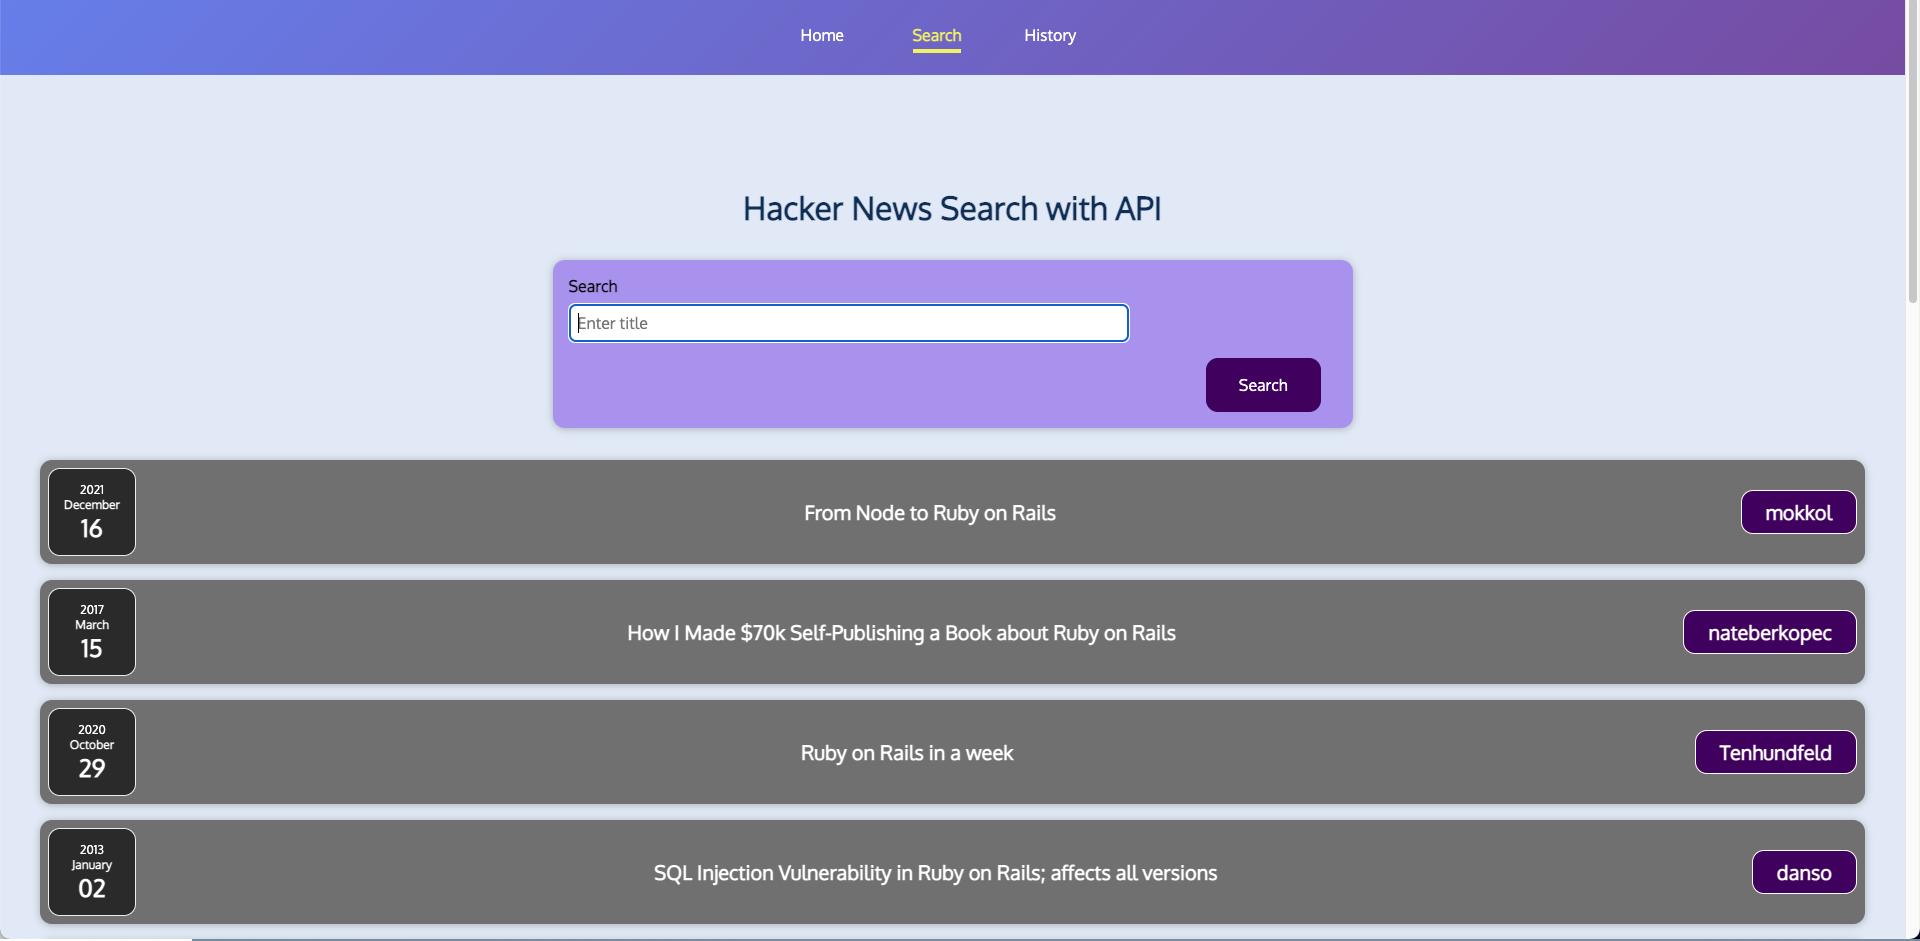 Home Search History
Hacker News Search with API
Search
Enter title
Search
2021
December
16
From Node to Ruby on Rails
mokkol
2017
March
15
How I Made $70k Self-Publishing a Book about Ruby on Rails
nateberkopec
2020
October
29
Ruby on Rails in a week
Tenhundfeld
2013
January
02
SQL Injection Vulnerability in Ruby on Rails; affects all versions
danso